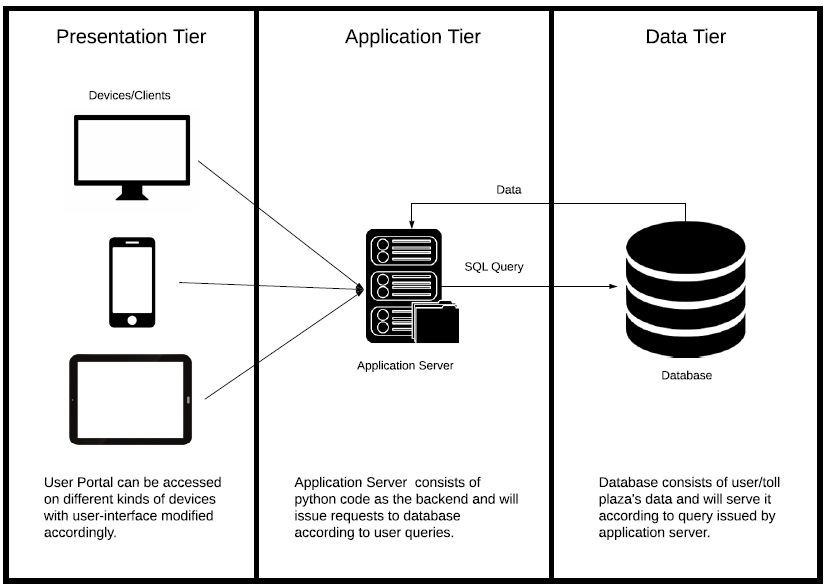 Presentation Tier
Application Tier
Data Tier
Devices/Clients
Data
SQL Query
Application Server
Database
User Portal can be accessed
on different kinds of devices
with user-interface modified
accordingly.
Application Server  consists of
python code as the backend and will
issue requests to database
according to user queries.
Database consists of user/toll
plaza's data and will serve it
according to query issued by
application server.